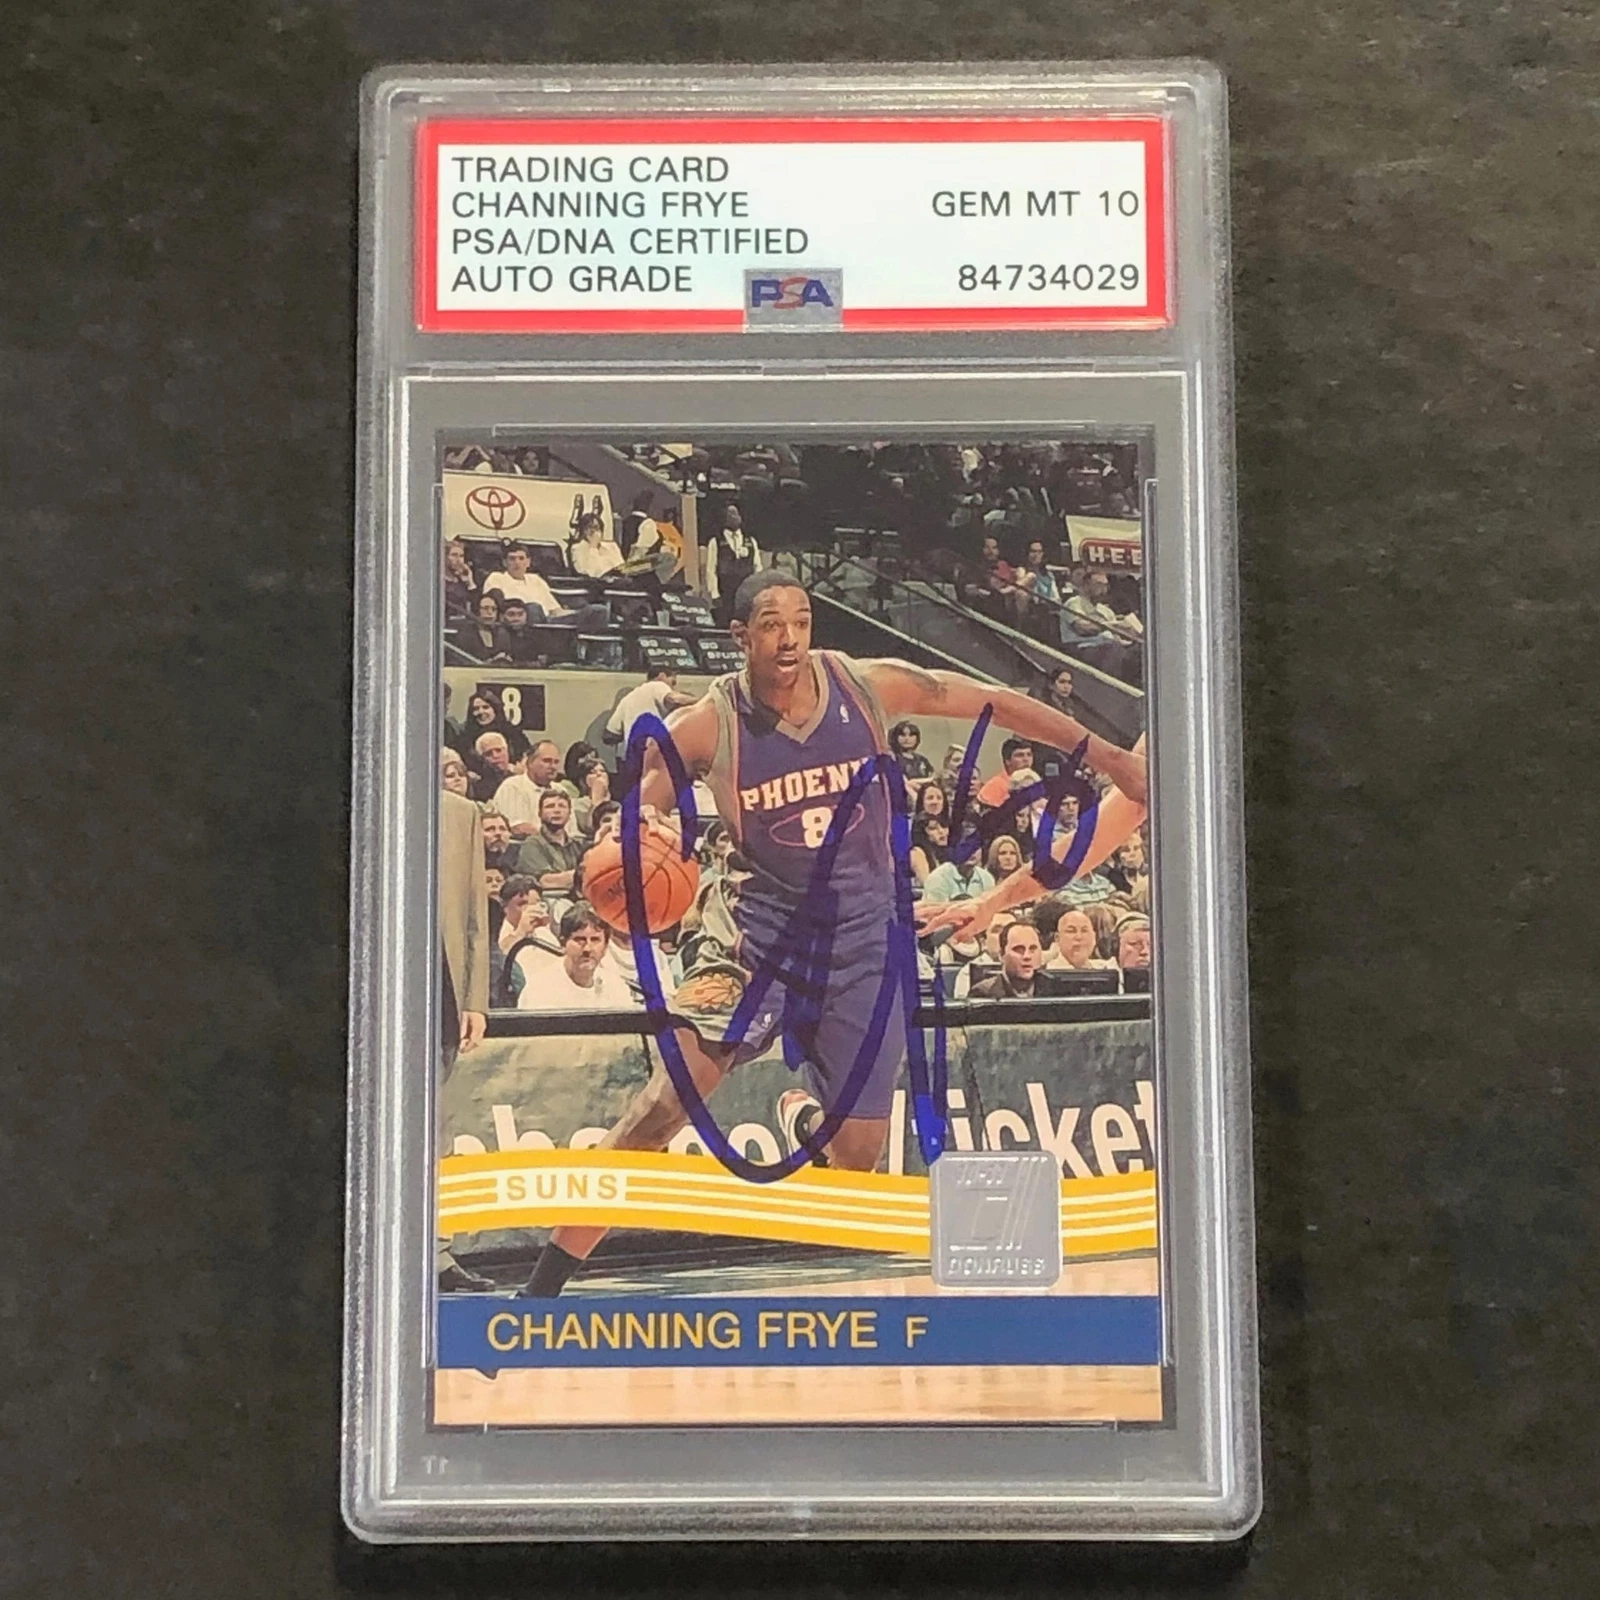 TRADING CARD
CHANNING FRYE
GEM MT 10
PSA/DNA CERTIFIED
AUTO GRADE
PSA
84734029
8
PHOENIX
8
SUNS
DONRUSS
CHANNING FRYE F